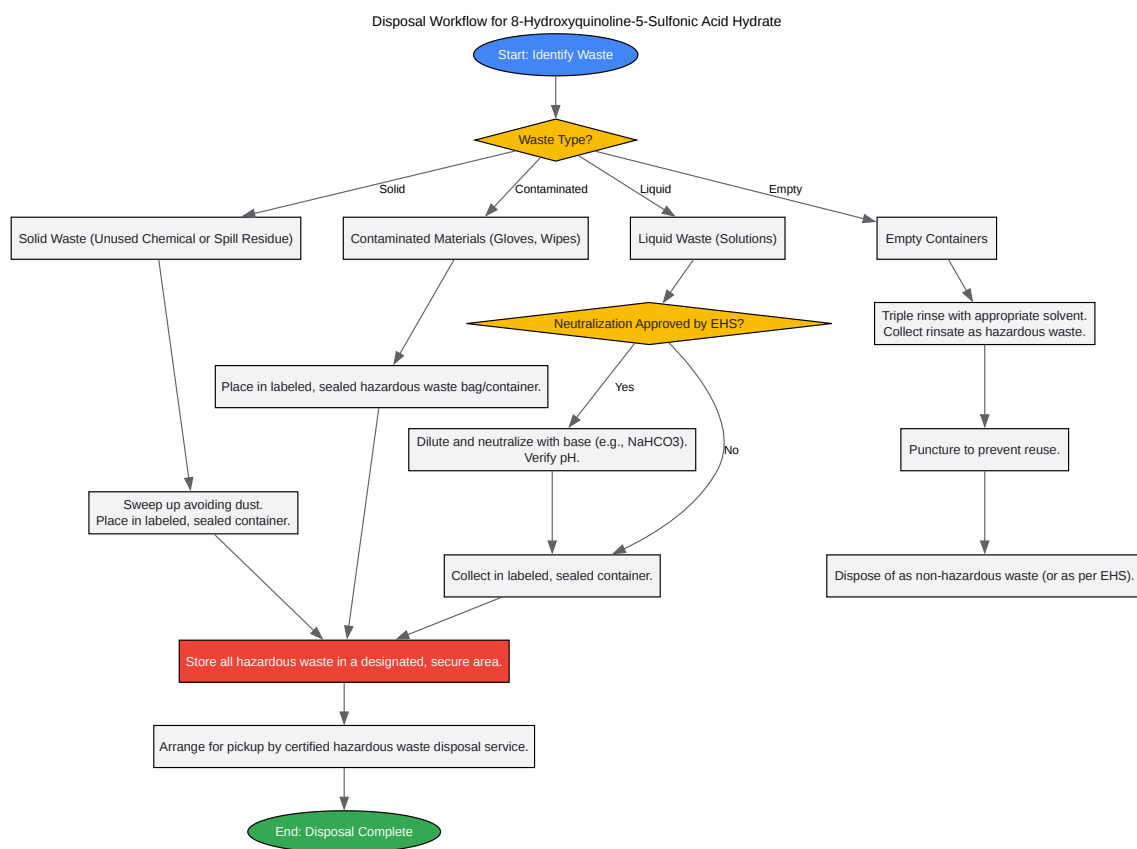 Disposal Workflow for 8-Hydroxyquinoline-5-Sulfonic Acid Hydrate
Start: Identify Waste
Waste Type?
Solid
Contaminated
Liquid
Empty
Solid Waste (Unused Chemical or Spill Residue)
Contaminated Materials (Gloves, Wipes)
Liquid Waste (Solutions)
Empty Containers
Neutralization Approved by EHS?
Triple rinse with appropriate solvent.
Collect rinsate as hazardous waste.
Place in labeled, sealed hazardous waste bag/container.
Yes
Dilute and neutralize with base (e.g., NaHCO3).
Verify pH.
No
Puncture to prevent reuse.
Sweep up avoiding dust.
Place in labeled, sealed container.
Collect in labeled, sealed container.
Dispose of as non-hazardous waste (or as per EHS).
Store all hazardous waste in a designated, secure area.
Arrange for pickup by certified hazardous waste disposal service.
End: Disposal Complete